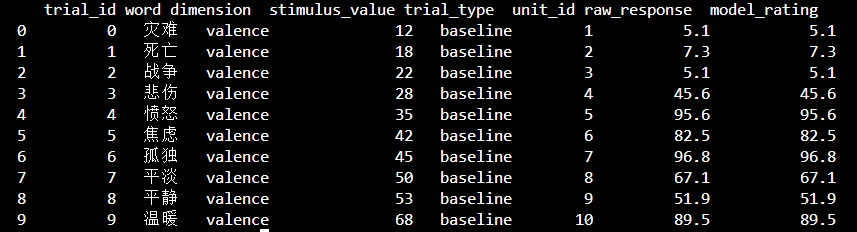 trial_id word dimension stimulus_value trial_type unit_id raw_response model_rating
0 0 灾难 valence 12 baseline 1 5.1 5.1
1 1 死亡 valence 18 baseline 2 7.3 7.3
2 2 战争 valence 22 baseline 3 5.1 5.1
3 3 悲伤 valence 28 baseline 4 45.6 45.6
4 4 愤怒 valence 35 baseline 5 95.6 95.6
5 5 焦虑 valence 42 baseline 6 82.5 82.5
6 6 孤独 valence 45 baseline 7 96.8 96.8
7 7 平淡 valence 50 baseline 8 67.1 67.1
8 8 平静 valence 53 baseline 9 51.9 51.9
9 9 温暖 valence 68 baseline 10 89.5 89.5